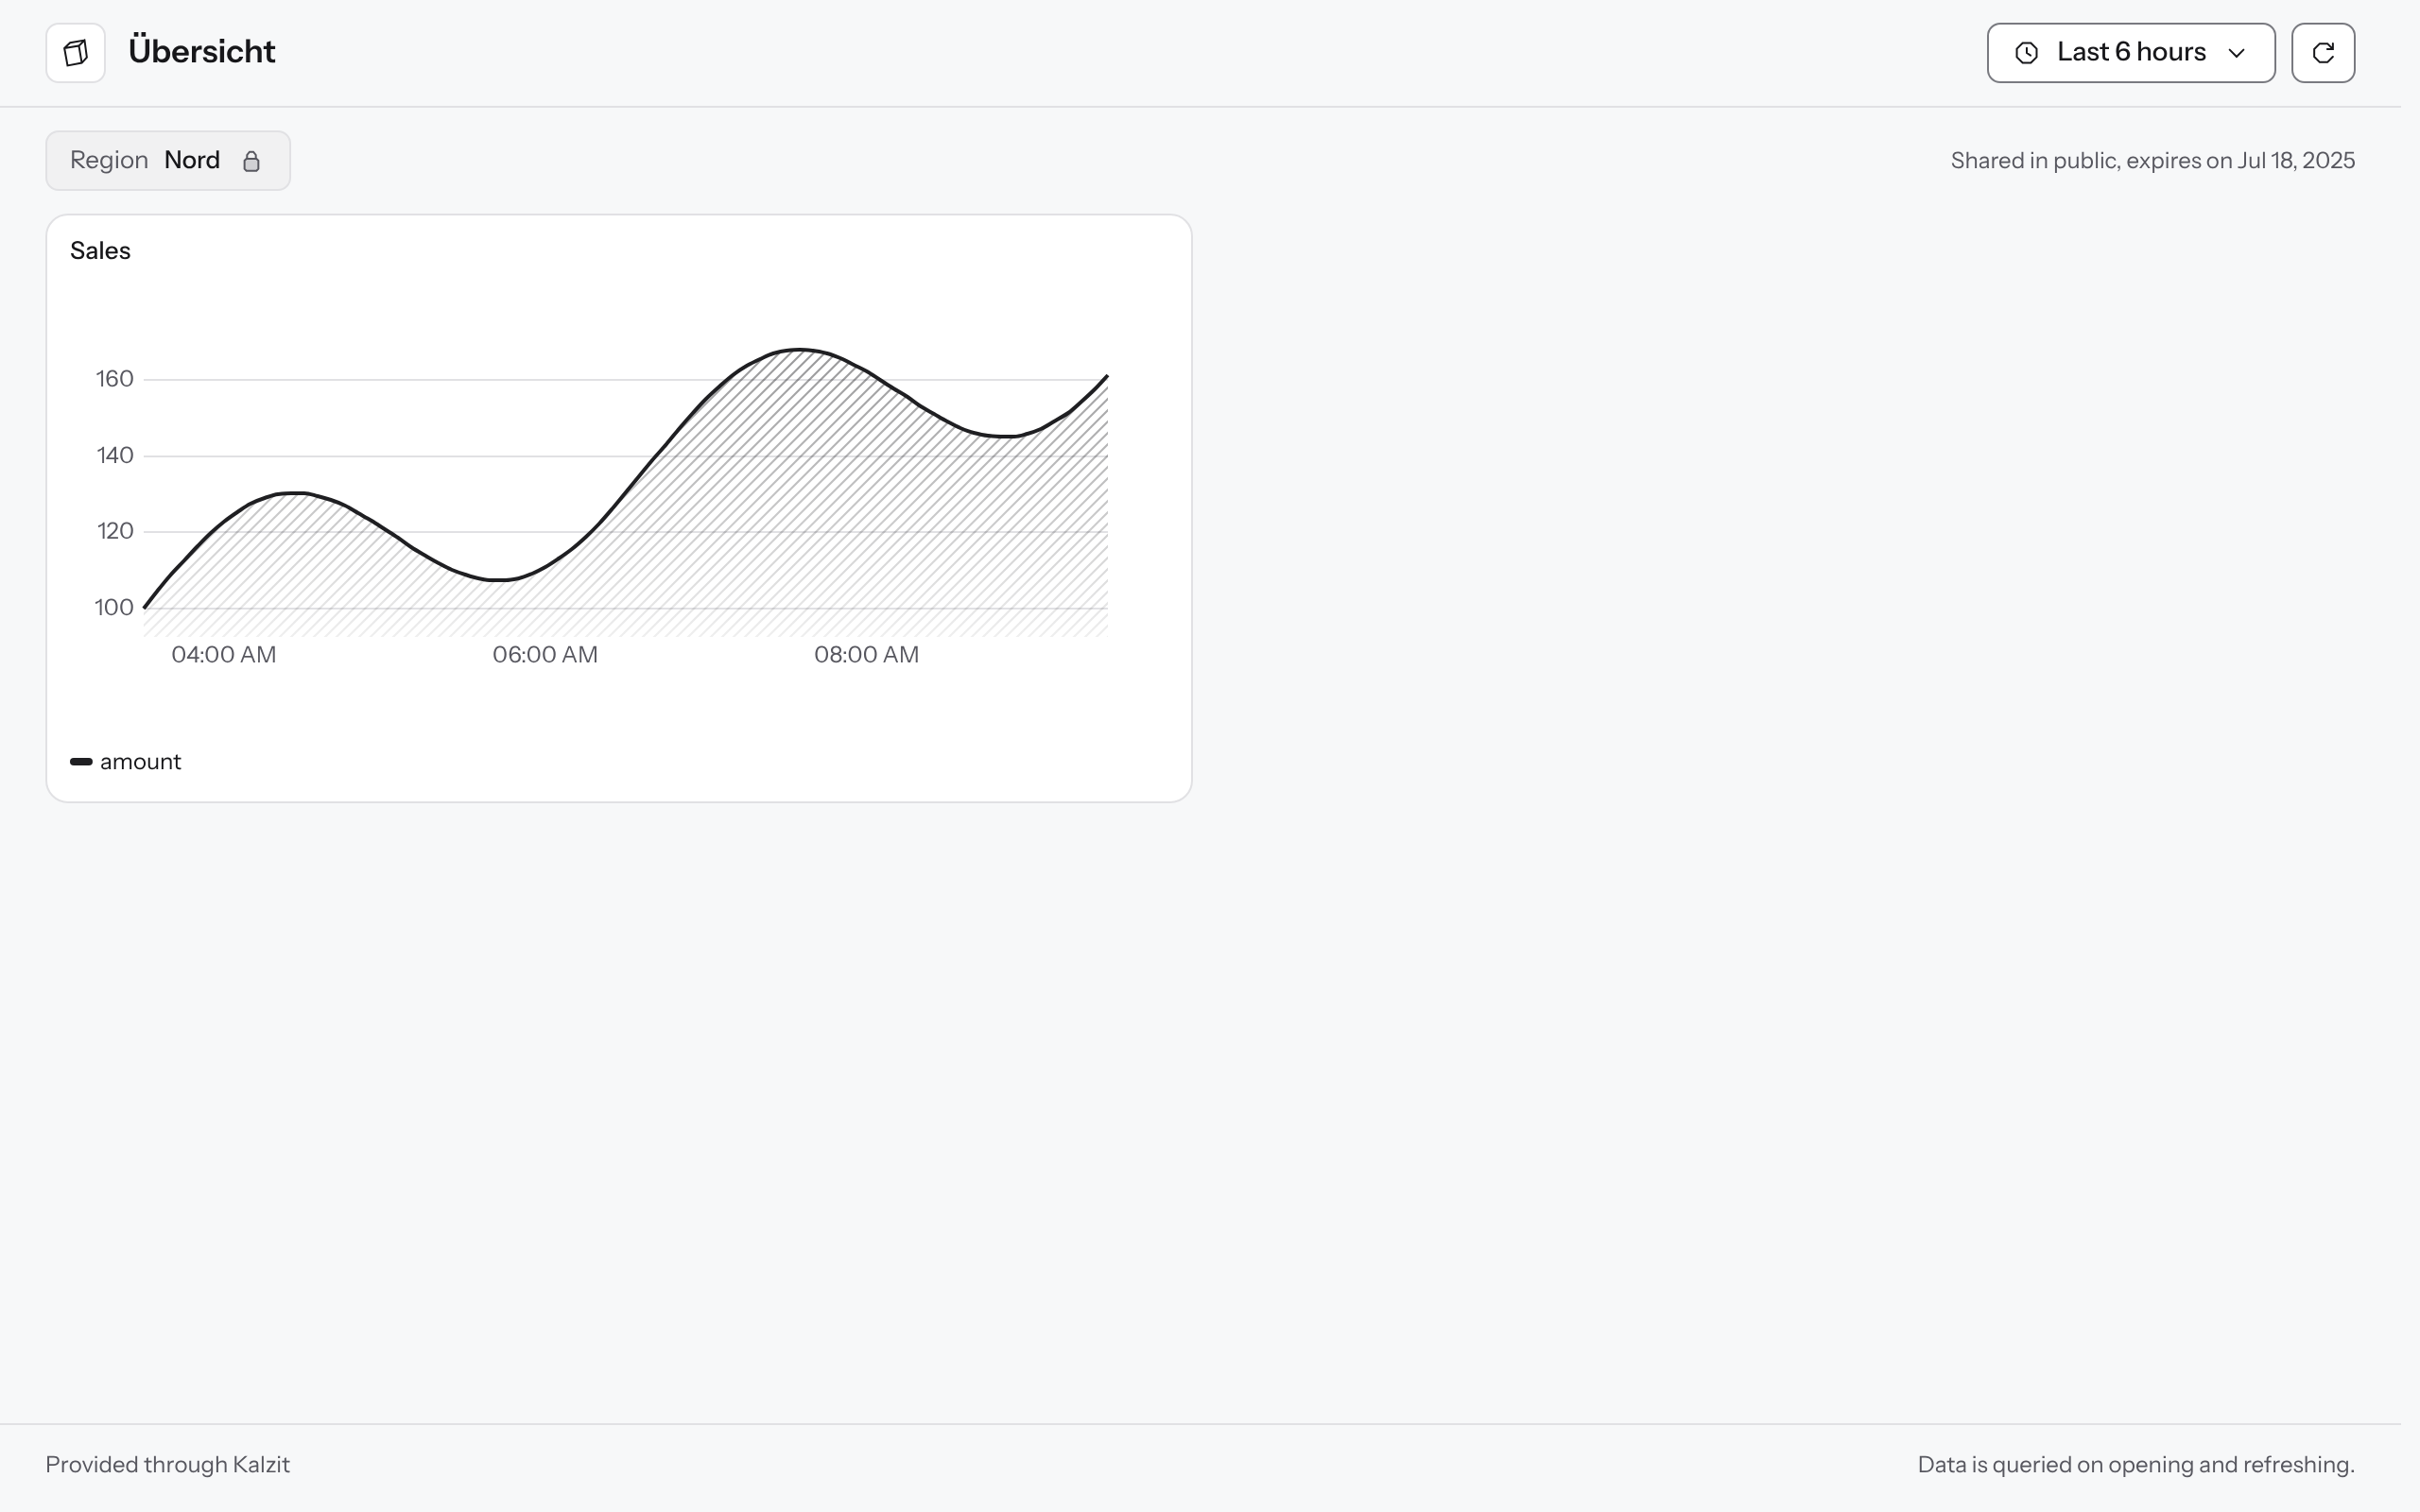 Übersicht
Last 6 hours
Region Nord
Shared in public, expires on Jul 18, 2025
Sales
160
140
120
100
04:00 AM 06:00 AM 08:00 AM
amount
Provided through Kalzit
Data is queried on opening and refreshing.